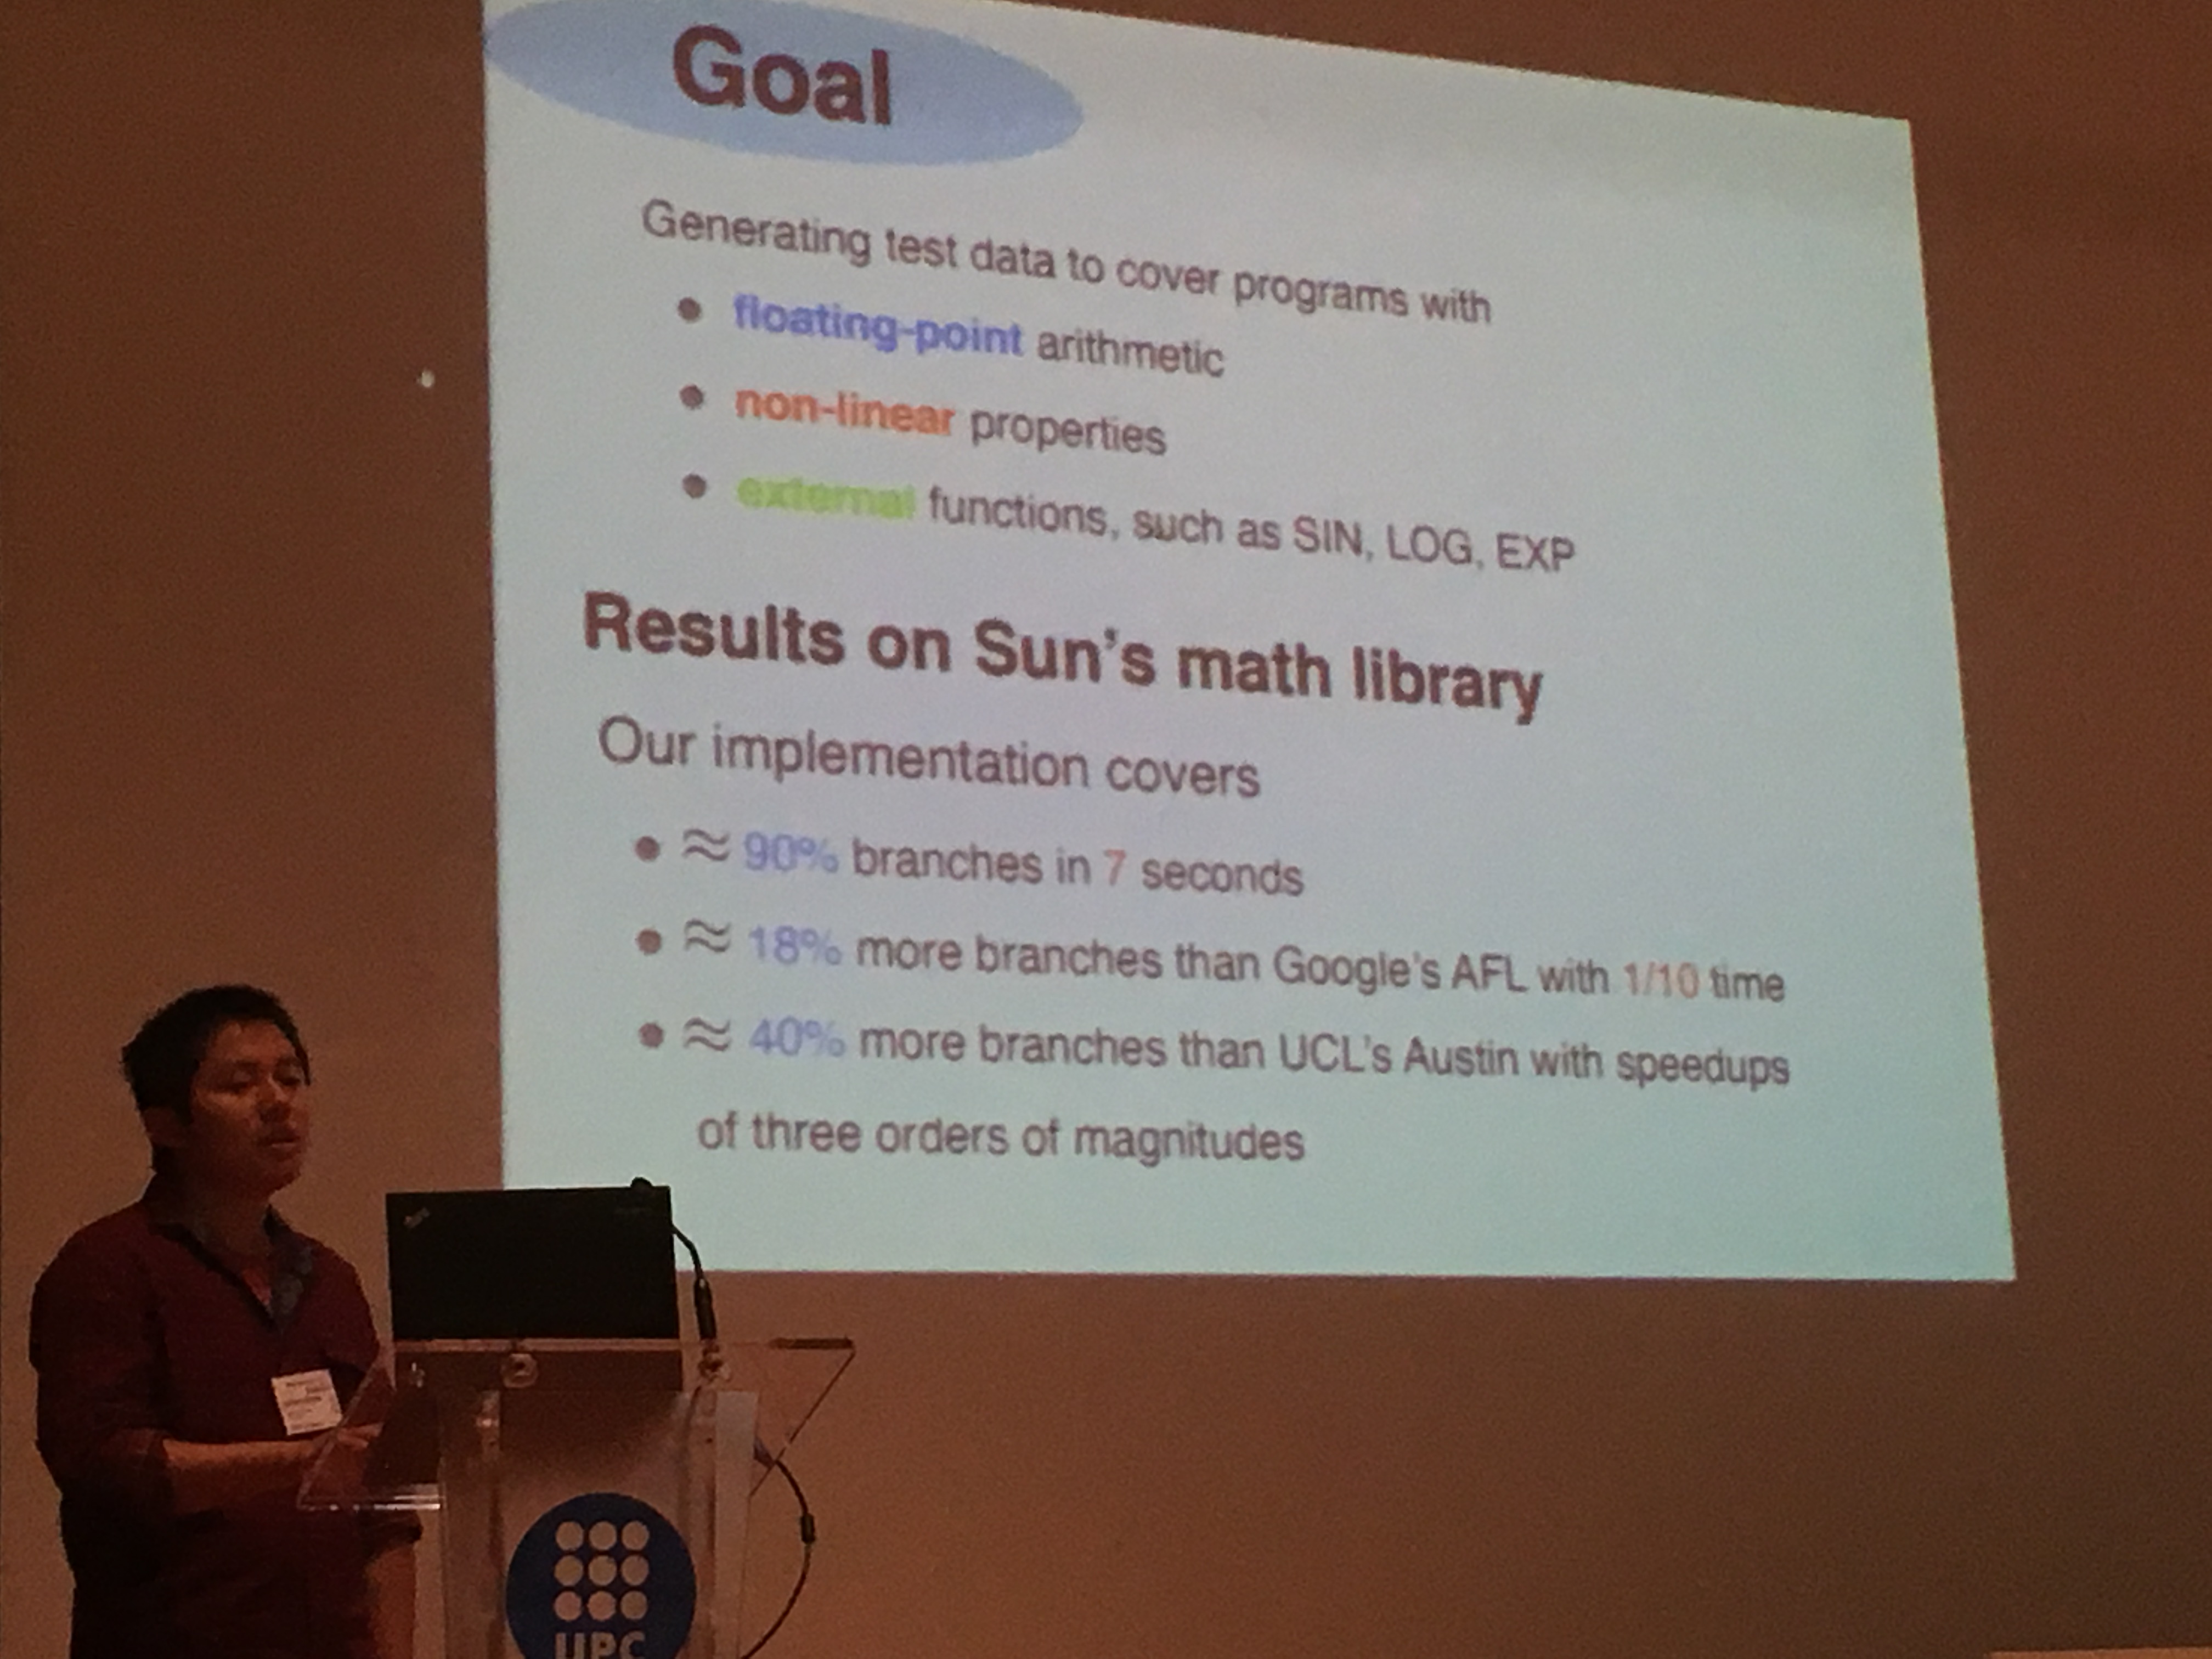 Goal
Generating test data to cover programs with
• floating-point arithmetic
• non-linear properties
• external functions, such as SIN, LOG, EXP
Results on Sun's math library
Our implementation covers
• ≈ 90% branches in 7 seconds
• ≈ 18% more branches than Google's AFL with 1/10 time
• ≈ 40% more branches than UCL's Austin with speedups
of three orders of magnitudes
UPC